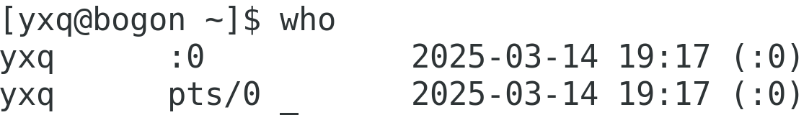 [yxq@bogon ~]$ who
yxq      :0           2025-03-14 19:17 (:0)
yxq      pts/0 _      2025-03-14 19:17 (:0)